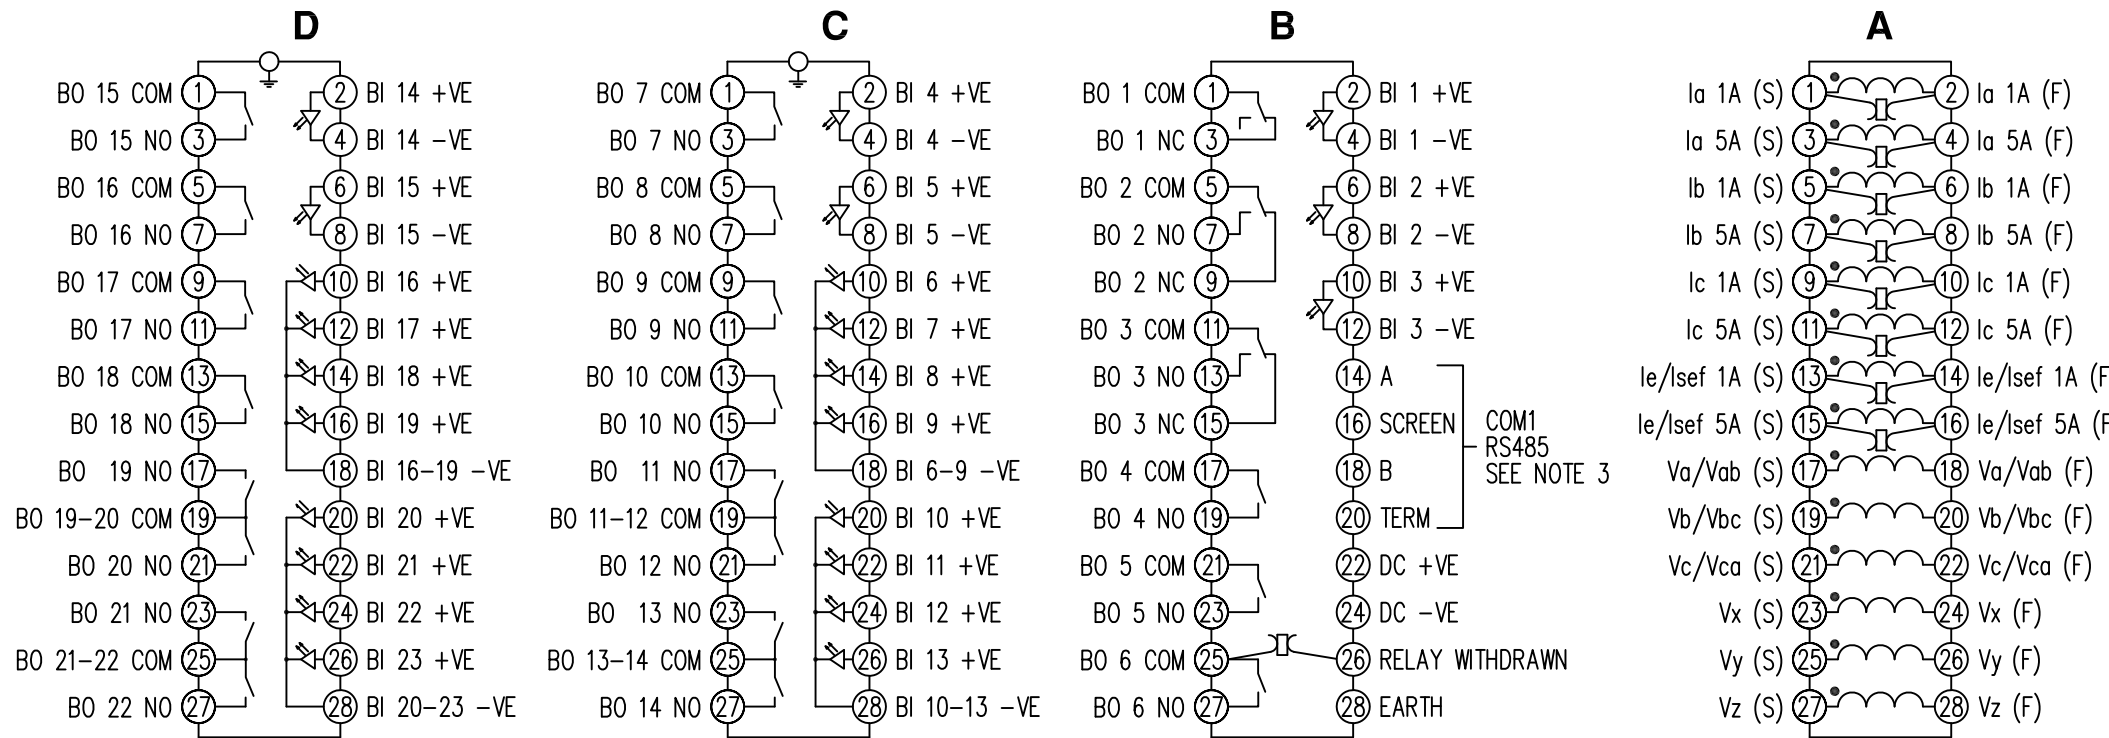 D
C
B
A
BO 15 COM 1 2 BI 14 +VE
BO 15 NO 3 4 BI 14 -VE
BO 16 COM 5 6 BI 15 +VE
BO 16 NO 7 8 BI 15 -VE
BO 17 COM 9 10 BI 16 +VE
BO 17 NO 11 12 BI 17 +VE
BO 18 COM 13 14 BI 18 +VE
BO 18 NO 15 16 BI 19 +VE
BO 19 NO 17 18 BI 16-19 -VE
BO 19-20 COM 19 20 BI 20 +VE
BO 20 NO 21 22 BI 21 +VE
BO 21 NO 23 24 BI 22 +VE
BO 21-22 COM 25 26 BI 23 +VE
BO 22 NO 27 28 BI 20-23 -VE
BO 7 COM 1 2 BI 4 +VE
BO 7 NO 3 4 BI 4 -VE
BO 8 COM 5 6 BI 5 +VE
BO 8 NO 7 8 BI 5 -VE
BO 9 COM 9 10 BI 6 +VE
BO 9 NO 11 12 BI 7 +VE
BO 10 COM 13 14 BI 8 +VE
BO 10 NO 15 16 BI 9 +VE
BO 11 NO 17 18 BI 6-9 -VE
BO 11-12 COM 19 20 BI 10 +VE
BO 12 NO 21 22 BI 11 +VE
BO 13 NO 23 24 BI 12 +VE
BO 13-14 COM 25 26 BI 13 +VE
BO 14 NO 27 28 BI 10-13 -VE
BO 1 COM 1 2 BI 1 +VE
BO 1 NC 3 4 BI 1 -VE
BO 2 COM 5 6 BI 2 +VE
BO 2 NO 7 8 BI 2 -VE
BO 2 NC 9 10 BI 3 +VE
BO 3 COM 11 12 BI 3 -VE
BO 3 NO 13 14 A
BO 3 NC 15 16 SCREEN
BO 4 COM 17 18 B
BO 4 NO 19 20 TERM
COM1
RS485
SEE NOTE 3
BO 5 COM 21 22 DC +VE
BO 5 NO 23 24 DC -VE
BO 6 COM 25 26 RELAY WITHDRAWN
BO 6 NO 27 28 EARTH
Ia 1A (S) 1 2 Ia 1A (F)
Ia 5A (S) 3 4 Ia 5A (F)
Ib 1A (S) 5 6 Ib 1A (F)
Ib 5A (S) 7 8 Ib 5A (F)
Ic 1A (S) 9 10 Ic 1A (F)
Ic 5A (S) 11 12 Ic 5A (F)
Ie/Isef 1A (S) 13 14 Ie/Isef 1A (F
Ie/Isef 5A (S) 15 16 Ie/Isef 5A (F
Va/Vab (S) 17 18 Va/Vab (F)
Vb/Vbc (S) 19 20 Vb/Vbc (F)
Vc/Vca (S) 21 22 Vc/Vca (F)
Vx (S) 23 24 Vx (F)
Vy (S) 25 26 Vy (F)
Vz (S) 27 28 Vz (F)